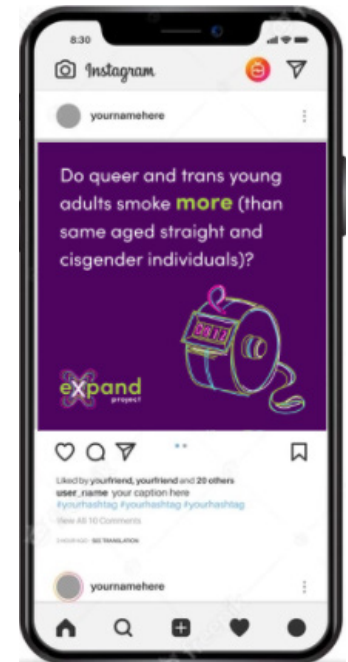 8:30
Instagram
yournamehere
Do queer and trans young
adults smoke more (than
same aged straight and
cisgender individuals)?
expand
project
Liked by yourfriend, yourfriend and 20 others
user_name your caption here
#yourhashtag #yourhashtag #yourhashtag
View All 10 Comments
SEE TRANSLATION
yournamehere